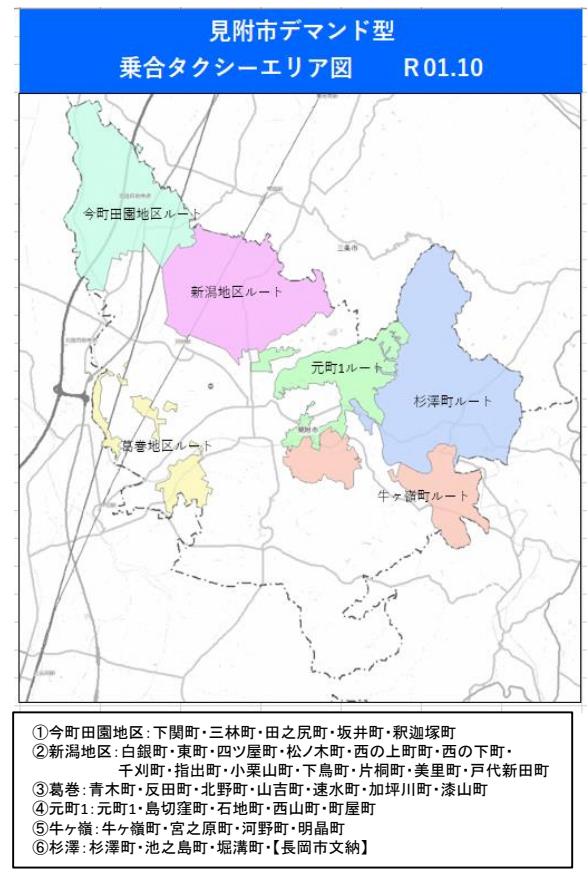 見附市デマンド型
乗合タクシーエリア図　R 01.10
今町田園地区ルート
三条市
新潟地区ルート
元町1ルート
杉澤町ルート
見附市
葛巻地区ルート
牛ヶ嶺町ルート
①今町田園地区:下関町・三林町・田之尻町・坂井町・釈迦塚町
②新潟地区:白銀町・東町・四ツ屋町・松ノ木町・西の上町町・西の下町・
千刈町・指出町・小栗山町・下鳥町・片桐町・美里町・戸代新田町
③葛巻:青木町・反田町・北野町・山吉町・速水町・加坪川町・漆山町
④元町1:元町1・島切窪町・石地町・西山町・町屋町
⑤牛ヶ嶺:牛ヶ嶺町・宮之原町・河野町・明晶町
⑥杉澤:杉澤町・池之島町・堀溝町・【長岡市文納】